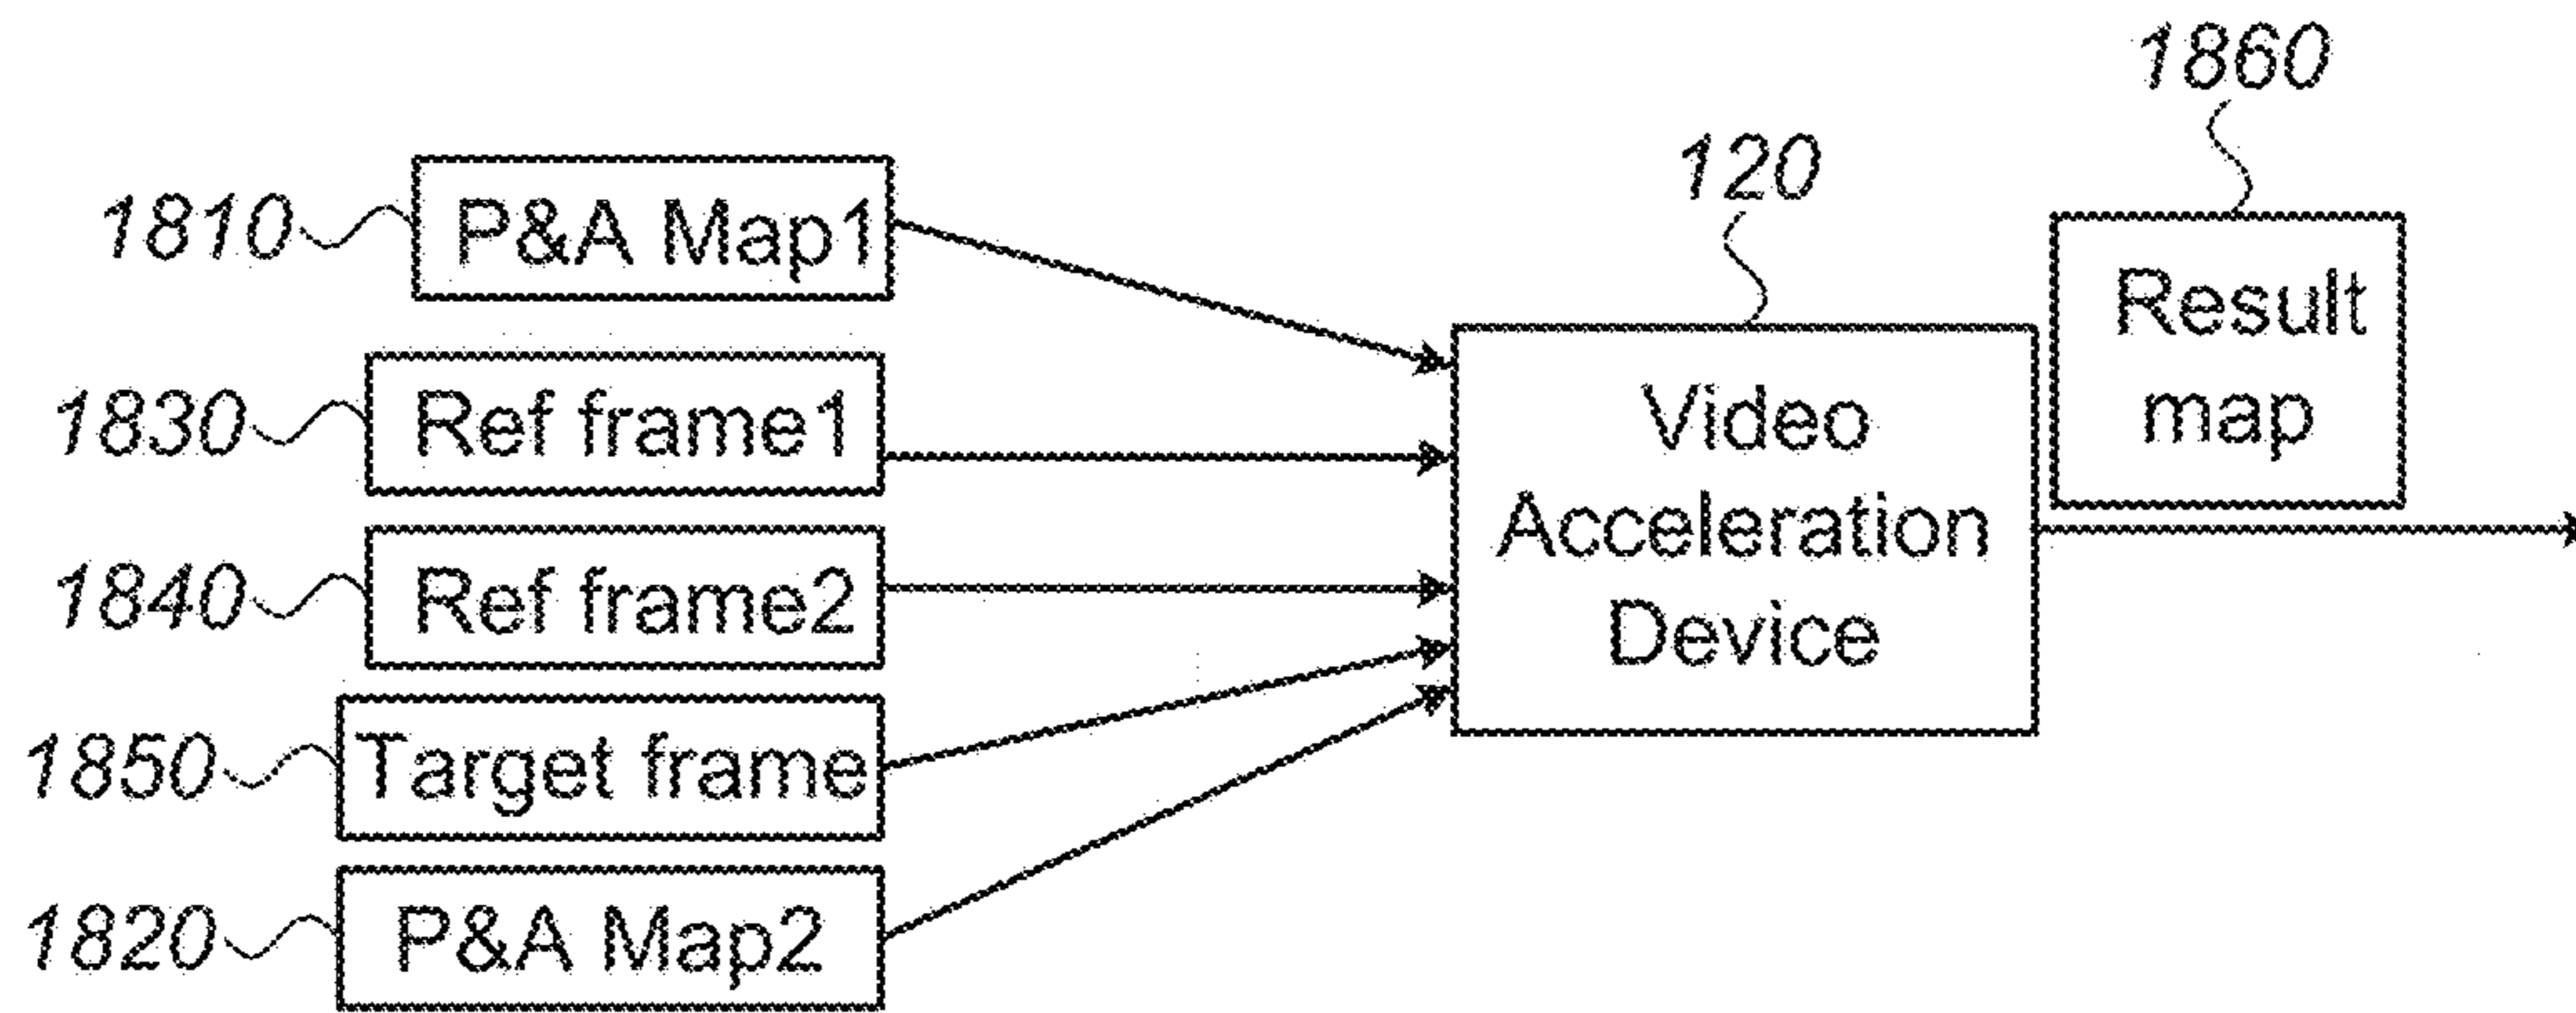 1860
120
1810 P&A Map1
Result
map
1830 Ref frame1
Video
Acceleration
Device
1840 Ref frame2
1850 Target frame
1820 P&A Map2